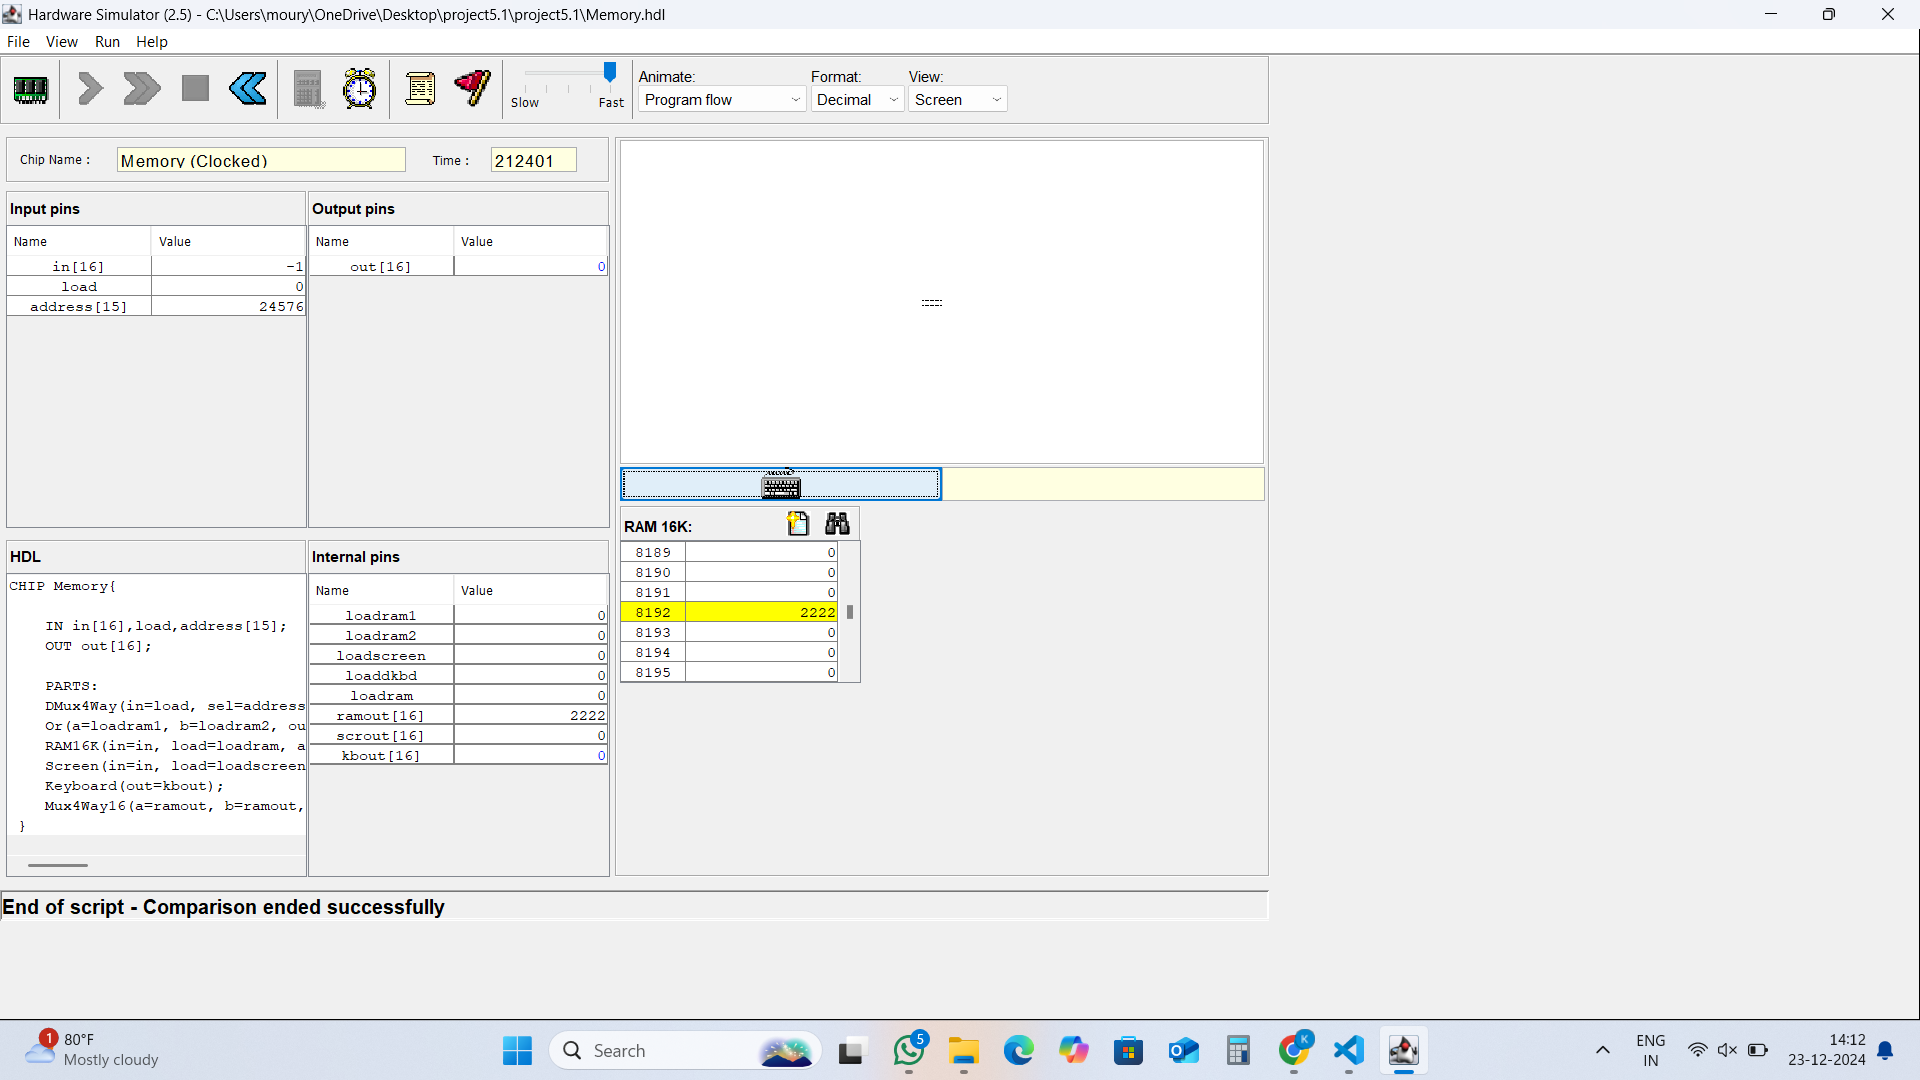 Hardware Simulator (2.5) - C:\Users\moury\OneDrive\Desktop\project5.1\project5.1\Memory.hdl
File View Run Help
Slow Fast
Animate: Format: View:
Program flow Decimal Screen
Chip Name : Memory (Clocked) Time : 212401
Input pins
Name Value
in[16] -1
load 0
address[15] 24576
Output pins
Name Value
out[16] 0
HDL
CHIP Memory{
IN in[16],load,address[15];
OUT out[16];
PARTS:
DMux4Way(in=load, sel=address
Or(a=loadram1, b=loadram2, ou
RAM16K(in=in, load=loadram, a
Screen(in=in, load=loadscreen
Keyboard(out=kbout);
Mux4Way16(a=ramout, b=ramout,
}
Internal pins
Name Value
loadram1 0
loadram2 0
loadscreen 0
loaddkbd 0
loadram 0
ramout[16] 2222
scrout[16] 0
kbout[16] 0
RAM 16K:
8189 0
8190 0
8191 0
8192 2222
8193 0
8194 0
8195 0
End of script - Comparison ended successfully
1
80°F
Mostly cloudy
Search
5
K
ENG
IN
14:12
23-12-2024